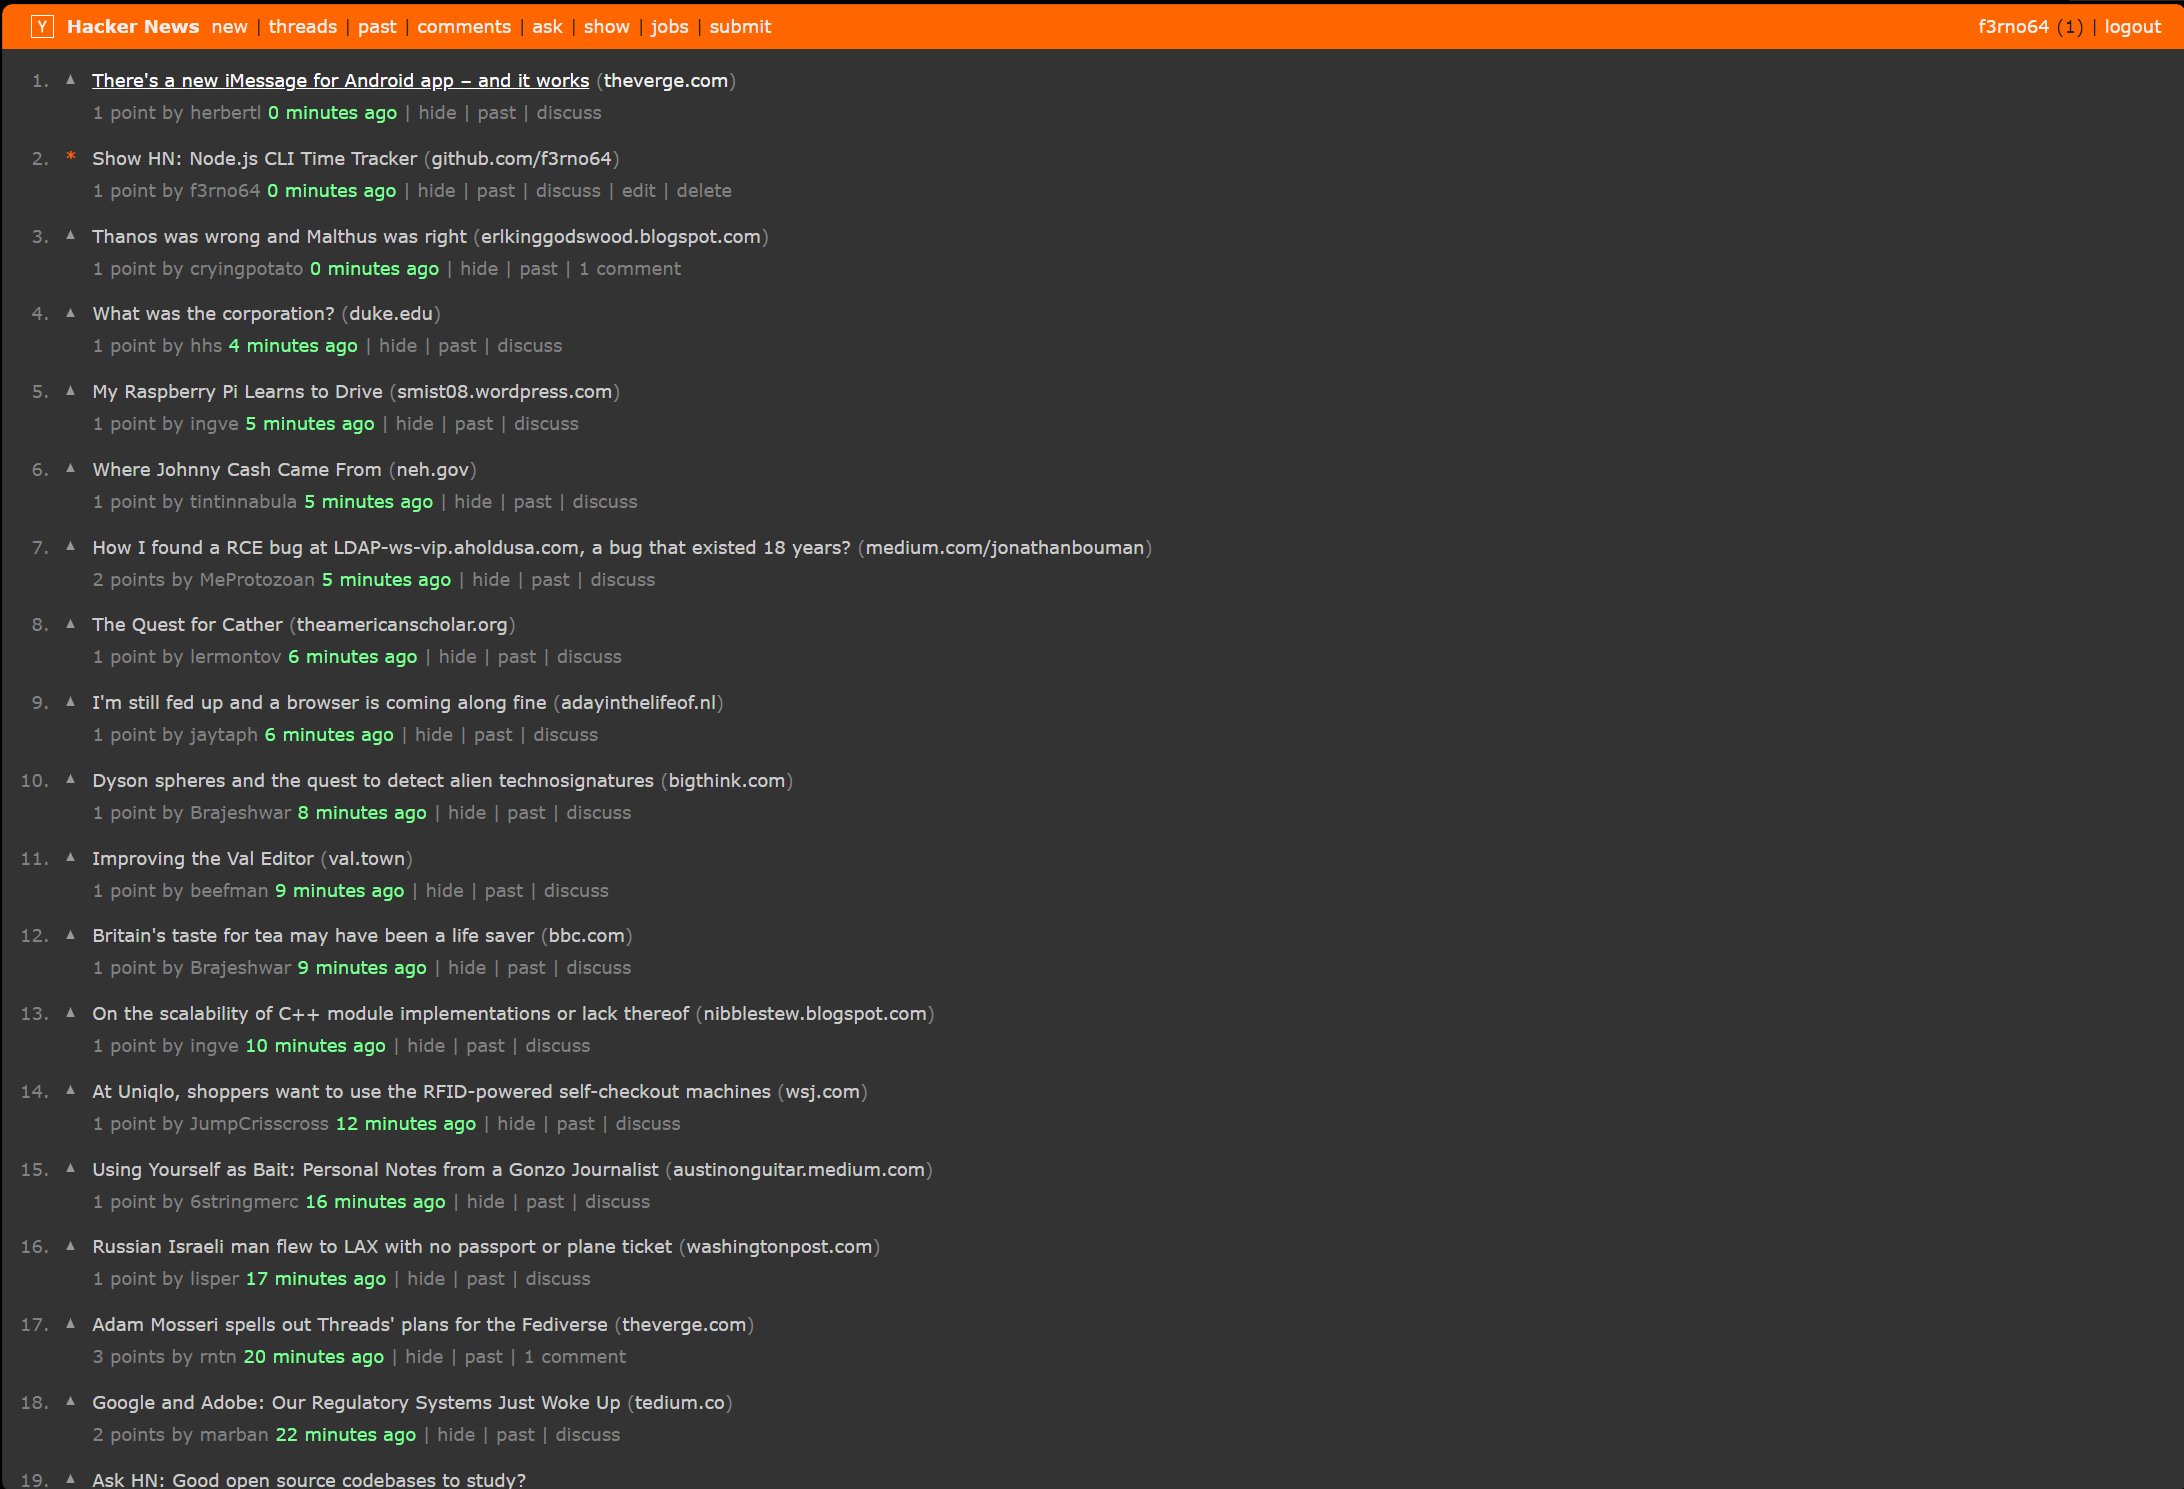 Y Hacker News new | threads | past | comments | ask | show | jobs | submit f3rno64 (1) | logout
1. ▲ There's a new iMessage for Android app – and it works (theverge.com)
1 point by herbertl 0 minutes ago | hide | past | discuss
2. * Show HN: Node.js CLI Time Tracker (github.com/f3rno64)
1 point by f3rno64 0 minutes ago | hide | past | discuss | edit | delete
3. ▲ Thanos was wrong and Malthus was right (erlkinggodswood.blogspot.com)
1 point by cryingpotato 0 minutes ago | hide | past | 1 comment
4. ▲ What was the corporation? (duke.edu)
1 point by hhs 4 minutes ago | hide | past | discuss
5. ▲ My Raspberry Pi Learns to Drive (smist08.wordpress.com)
1 point by ingve 5 minutes ago | hide | past | discuss
6. ▲ Where Johnny Cash Came From (neh.gov)
1 point by tintinnabula 5 minutes ago | hide | past | discuss
7. ▲ How I found a RCE bug at LDAP-ws-vip.aholdusa.com, a bug that existed 18 years? (medium.com/jonathanbouman)
2 points by MeProtozoan 5 minutes ago | hide | past | discuss
8. ▲ The Quest for Cather (theamericanscholar.org)
1 point by lermontov 6 minutes ago | hide | past | discuss
9. ▲ I'm still fed up and a browser is coming along fine (adayinthelifeof.nl)
1 point by jaytaph 6 minutes ago | hide | past | discuss
10. ▲ Dyson spheres and the quest to detect alien technosignatures (bigthink.com)
1 point by Brajeshwar 8 minutes ago | hide | past | discuss
11. ▲ Improving the Val Editor (val.town)
1 point by beefman 9 minutes ago | hide | past | discuss
12. ▲ Britain's taste for tea may have been a life saver (bbc.com)
1 point by Brajeshwar 9 minutes ago | hide | past | discuss
13. ▲ On the scalability of C++ module implementations or lack thereof (nibblestew.blogspot.com)
1 point by ingve 10 minutes ago | hide | past | discuss
14. ▲ At Uniqlo, shoppers want to use the RFID-powered self-checkout machines (wsj.com)
1 point by JumpCrisscross 12 minutes ago | hide | past | discuss
15. ▲ Using Yourself as Bait: Personal Notes from a Gonzo Journalist (austinonguitar.medium.com)
1 point by 6stringmerc 16 minutes ago | hide | past | discuss
16. ▲ Russian Israeli man flew to LAX with no passport or plane ticket (washingtonpost.com)
1 point by lisper 17 minutes ago | hide | past | discuss
17. ▲ Adam Mosseri spells out Threads' plans for the Fediverse (theverge.com)
3 points by rntn 20 minutes ago | hide | past | 1 comment
18. ▲ Google and Adobe: Our Regulatory Systems Just Woke Up (tedium.co)
2 points by marban 22 minutes ago | hide | past | discuss
19. ▲ Ask HN: Good open source codebases to study?